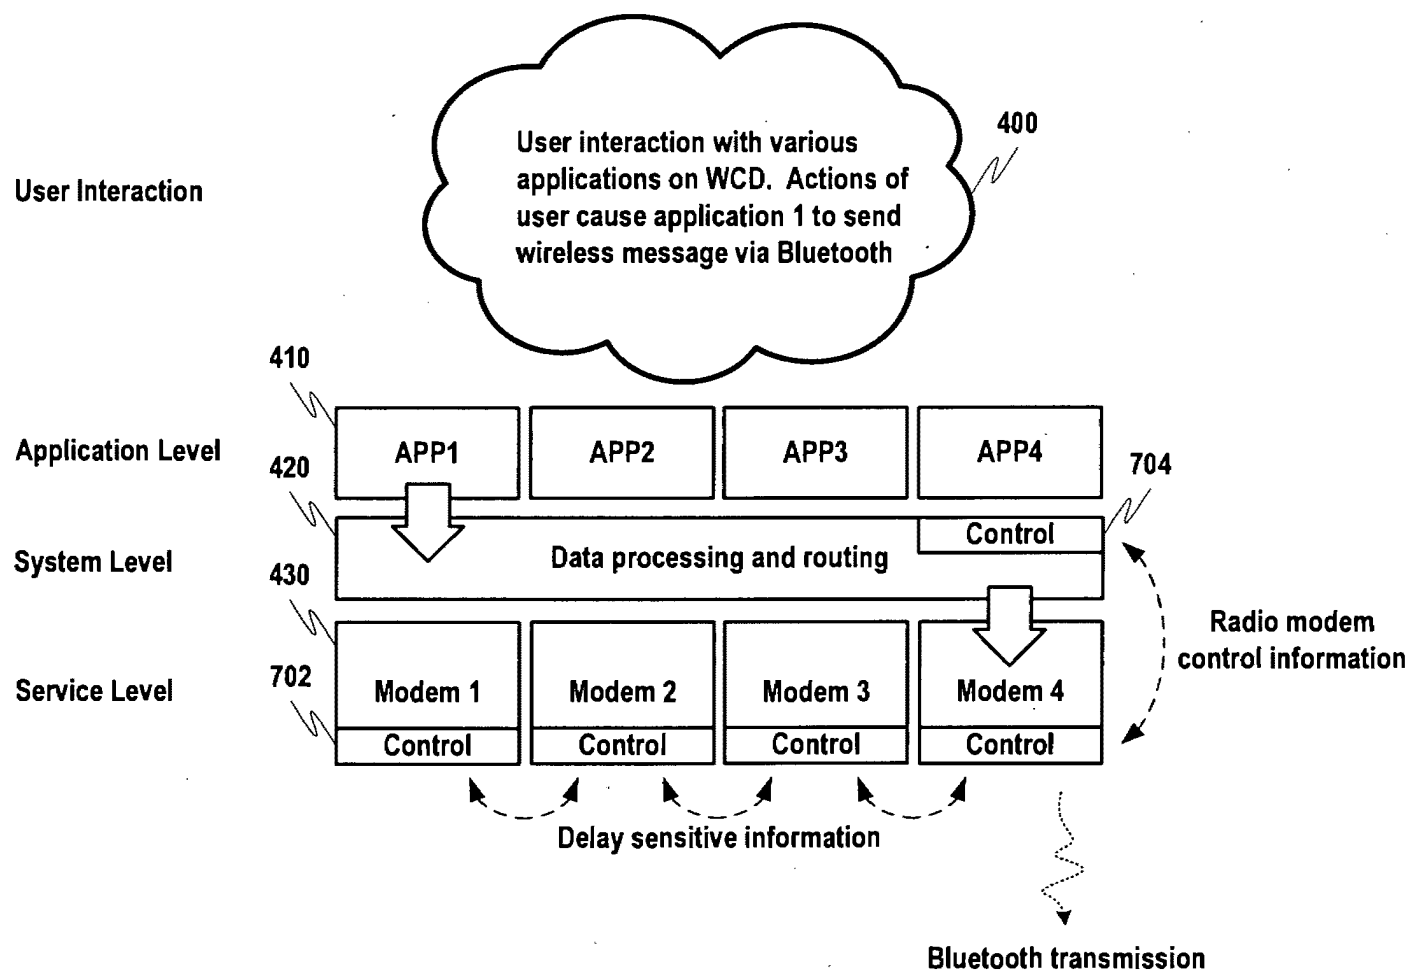 400
User interaction with various
applications on WCD. Actions of
user cause application 1 to send
wireless message via Bluetooth
User Interaction
410
Application Level
APP1
APP2
APP3
APP4
420
704
Control
System Level
Data processing and routing
430
Radio modem
control information
702
Service Level
Modem 1
Modem 2
Modem 3
Modem 4
Control
Control
Control
Control
Delay sensitive information
Bluetooth transmission